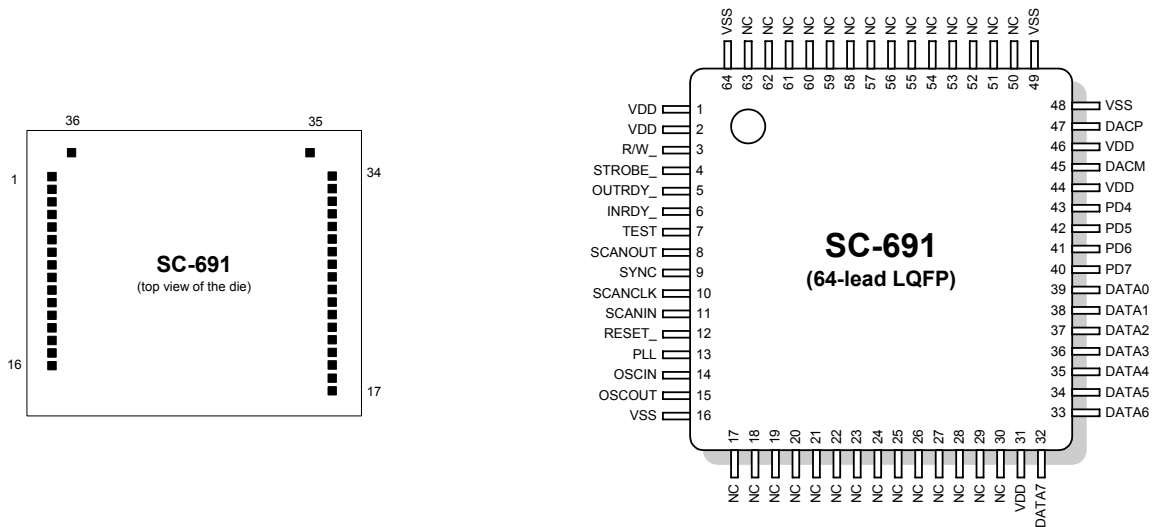 36
35
1
34
SC-691
(top view of the die)
16
17
VSS NC NC NC NC NC NC NC NC NC NC NC NC NC NC VSS
64 63 62 61 60 59 58 57 56 55 54 53 52 51 50 49
VDD 1
VDD 2
R/W_ 3
STROBE_ 4
OUTRDY_ 5
INRDY_ 6
TEST 7
SCANOUT 8
SYNC 9
SCANCLK 10
SCANIN 11
RESET_ 12
PLL 13
OSCIN 14
OSCOUT 15
VSS 16
SC-691
(64-lead LQFP)
48 VSS
47 DACP
46 VDD
45 DACM
44 VDD
43 PD4
42 PD5
41 PD6
40 PD7
39 DATA0
38 DATA1
37 DATA2
36 DATA3
35 DATA4
34 DATA5
33 DATA6
17 18 19 20 21 22 23 24 25 26 27 28 29 30 31 32
NC NC NC NC NC NC NC NC NC NC NC NC NC NC VDD DATA7